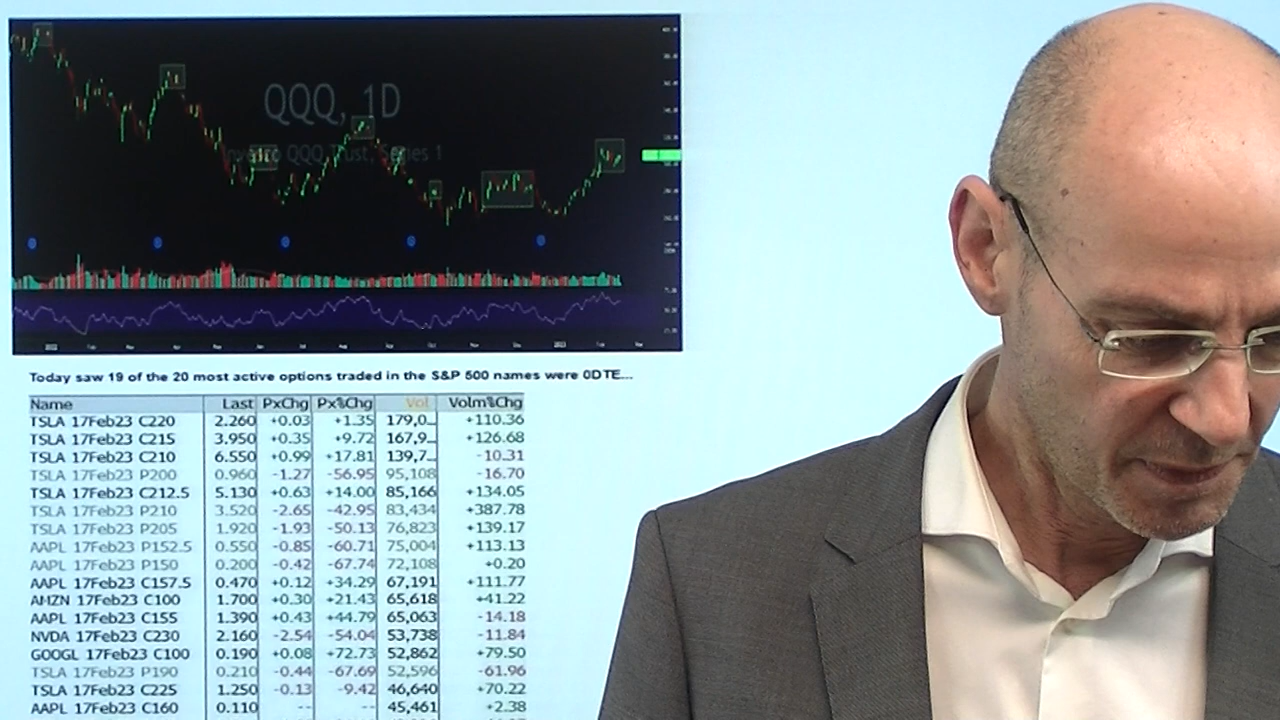 QQQ, 1D
Invesco QQQ Trust, Series 1
Today saw 19 of the 20 most active options traded in the S&P 500 names were 0DTE...
Name Last PxChg Px%Chg Vol Volm%Chg
TSLA 17Feb23 C220 2.260 +0.03 +1.35 179,0... +110.36
TSLA 17Feb23 C215 3.950 +0.35 +9.72 167,9... +126.68
TSLA 17Feb23 C210 6.550 +0.99 +17.81 139,7... -10.31
TSLA 17Feb23 P200 0.960 -1.27 -56.95 95,108 -16.70
TSLA 17Feb23 C212.5 5.130 +0.63 +14.00 85,166 +134.05
TSLA 17Feb23 P210 3.520 -2.65 -42.95 83,434 +387.78
TSLA 17Feb23 P205 1.920 -1.93 -50.13 76,823 +139.17
AAPL 17Feb23 P152.5 0.550 -0.85 -60.71 75,004 +113.13
AAPL 17Feb23 P150 0.200 -0.42 -67.74 72,108 +0.20
AAPL 17Feb23 C157.5 0.470 +0.12 +34.29 67,191 +111.77
AMZN 17Feb23 C100 1.700 +0.30 +21.43 65,618 +41.22
AAPL 17Feb23 C155 1.390 +0.43 +44.79 65,063 -14.18
NVDA 17Feb23 C230 2.160 -2.54 -54.04 53,738 -11.84
GOOGL 17Feb23 C100 0.190 +0.08 +72.73 52,862 +79.50
TSLA 17Feb23 P190 0.210 -0.44 -67.69 52,596 -61.96
TSLA 17Feb23 C225 1.250 -0.13 -9.42 46,640 +70.22
AAPL 17Feb23 C160 0.110 -- -- 45,461 +2.38